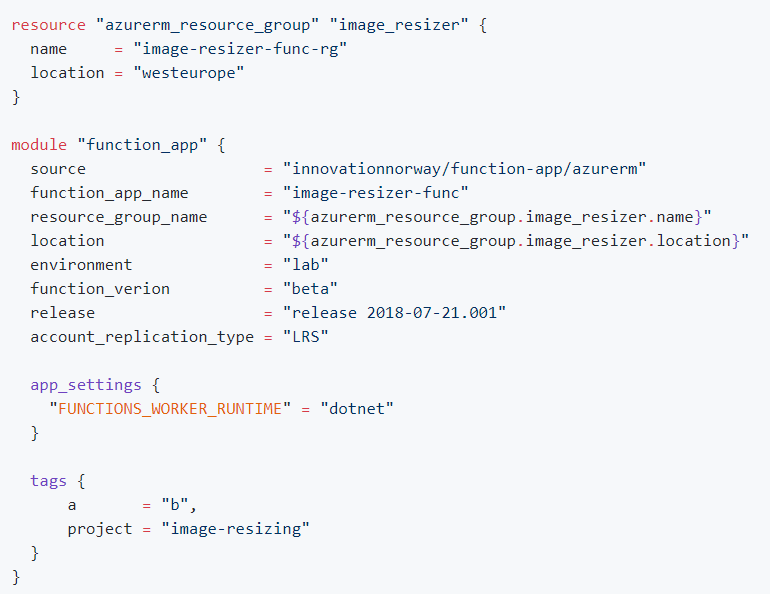 resource "azurerm_resource_group" "image_resizer" {
  name     = "image-resizer-func-rg"
  location = "westeurope"
}

module "function_app" {
  source                   = "innovationnorway/function-app/azurerm"
  function_app_name        = "image-resizer-func"
  resource_group_name      = "${azurerm_resource_group.image_resizer.name}"
  location                 = "${azurerm_resource_group.image_resizer.location}"
  environment              = "lab"
  function_verion          = "beta"
  release                  = "release 2018-07-21.001"
  account_replication_type = "LRS"

  app_settings {
    "FUNCTIONS_WORKER_RUNTIME" = "dotnet"
  }

  tags {
      a       = "b",
      project = "image-resizing"
  }
}